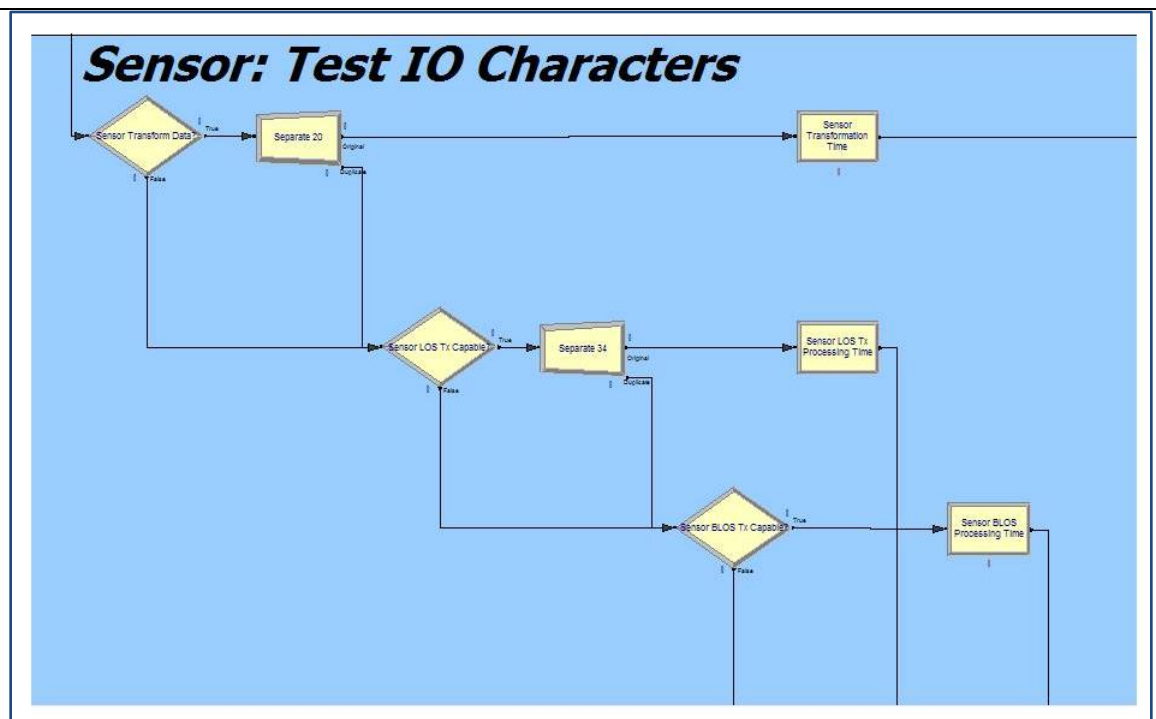 Sensor: Test IO Characters
Sensor Transform Data?
True
False
Separate 20
Original
Duplicate
Sensor
Transformation
Time
Sensor LOS Tx Capable?
True
False
Separate 34
Original
Duplicate
Sensor LOS Tx
Processing Time
Sensor BLOS Tx Capable?
True
False
Sensor BLOS
Processing Time